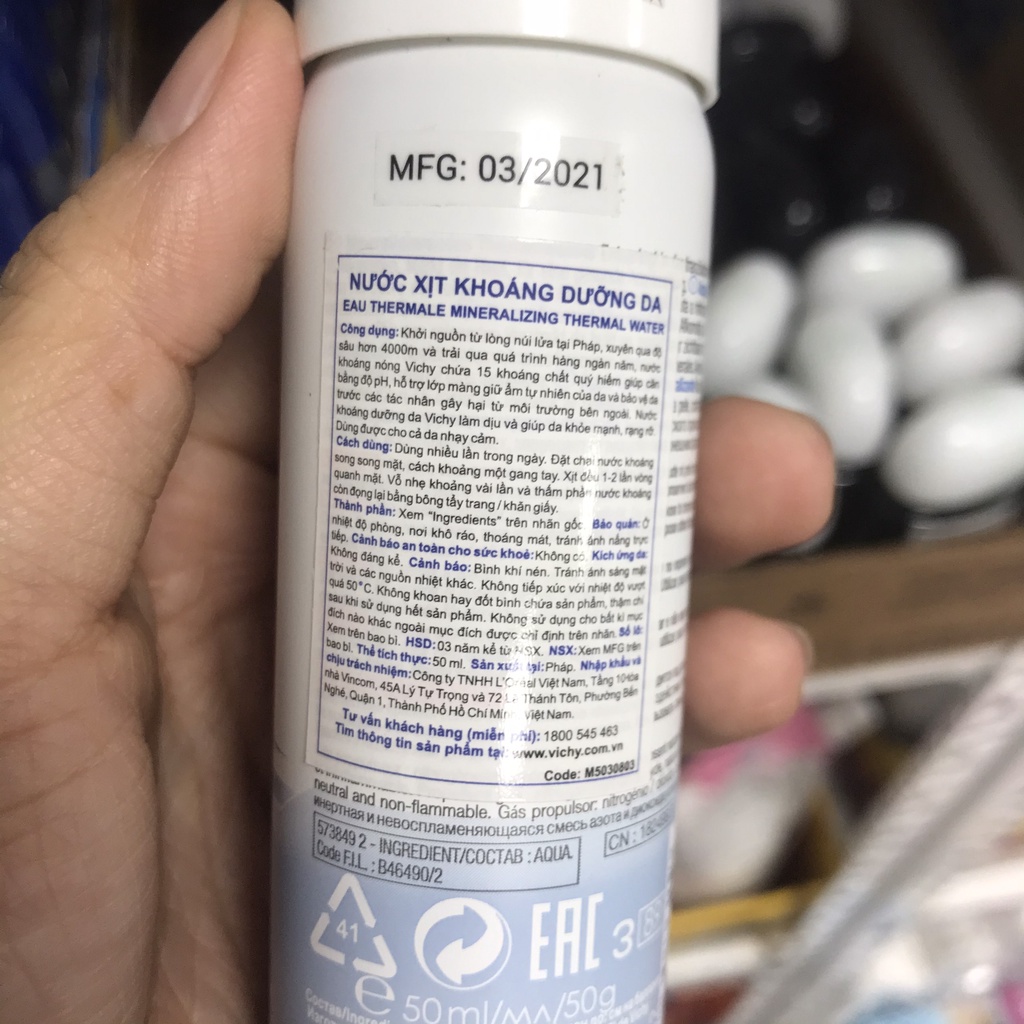 MFG: 03/2021
NƯỚC XỊT KHOÁNG DƯỠNG DA
EAU THERMALE MINERALIZING THERMAL WATER
Công dụng: Khởi nguồn từ lòng núi lửa tại Pháp, xuyên qua độ
sâu hơn 4000m và trải qua quá trình hàng ngàn năm, nước
khoáng nóng Vichy chứa 15 khoáng chất quý hiếm giúp cân
bằng độ pH, hỗ trợ lớp màng giữ ẩm tự nhiên của da và bảo vệ da
trước các tác nhân gây hại từ môi trường bên ngoài. Nước
khoáng dưỡng da Vichy làm dịu và giúp da khỏe mạnh, rạng rỡ.
Dùng được cho cả da nhạy cảm.
Cách dùng: Dùng nhiều lần trong ngày. Đặt chai nước khoáng
song song mặt, cách khoảng một gang tay. Xịt đều 1-2 lần vòng
quanh mặt. Vỗ nhẹ khoảng vài lần và thấm phần nước khoáng
còn đọng lại bằng bông tẩy trang / khăn giấy.
Thành phần: Xem "Ingredients" trên nhãn gốc. Bảo quản: Ở
nhiệt độ phòng, nơi khô ráo, thoáng mát, tránh ánh nắng trực
tiếp. Cảnh báo an toàn cho sức khoẻ: Không có. Kích ứng da:
Không đáng kể. Cảnh báo: Bình khí nén. Tránh ánh sáng mặt
trời và các nguồn nhiệt khác. Không tiếp xúc với nhiệt độ vượt
quá 50°C. Không khoan hay đốt bình chứa sản phẩm, thậm chí
sau khi sử dụng hết sản phẩm. Không sử dụng cho bất kì mục
đích nào khác ngoài mục đích được chỉ định trên nhãn. Số lô:
Xem trên bao bì. HSD: 03 năm kể từ NSX. NSX: Xem MFG trên
bao bì. Thể tích thực: 50 ml. Sản xuất tại: Pháp. Nhập khẩu và
chịu trách nhiệm: Công ty TNHH L'Oréal Việt Nam, Tầng 10 tòa
nhà Vincom, 45A Lý Tự Trọng và 72 Lê Thánh Tôn, Phường Bến
Nghé, Quận 1, Thành Phố Hồ Chí Minh, Việt Nam.
Tư vấn khách hàng (miễn phí): 1800 545 463
Tìm thông tin sản phẩm tại: www.vichy.com.vn
Code: M5030803
neutral and non-flammable. Gás propulsor: nitrogénio
инертная и невоспламеняющаяся смесь азота и
573849 2 - INGREDIENT/СОСТАВ : AQUA.
CN :
Code F.I.L. : B46490/2
41
EAC
3
e 50 ml/мл/50g